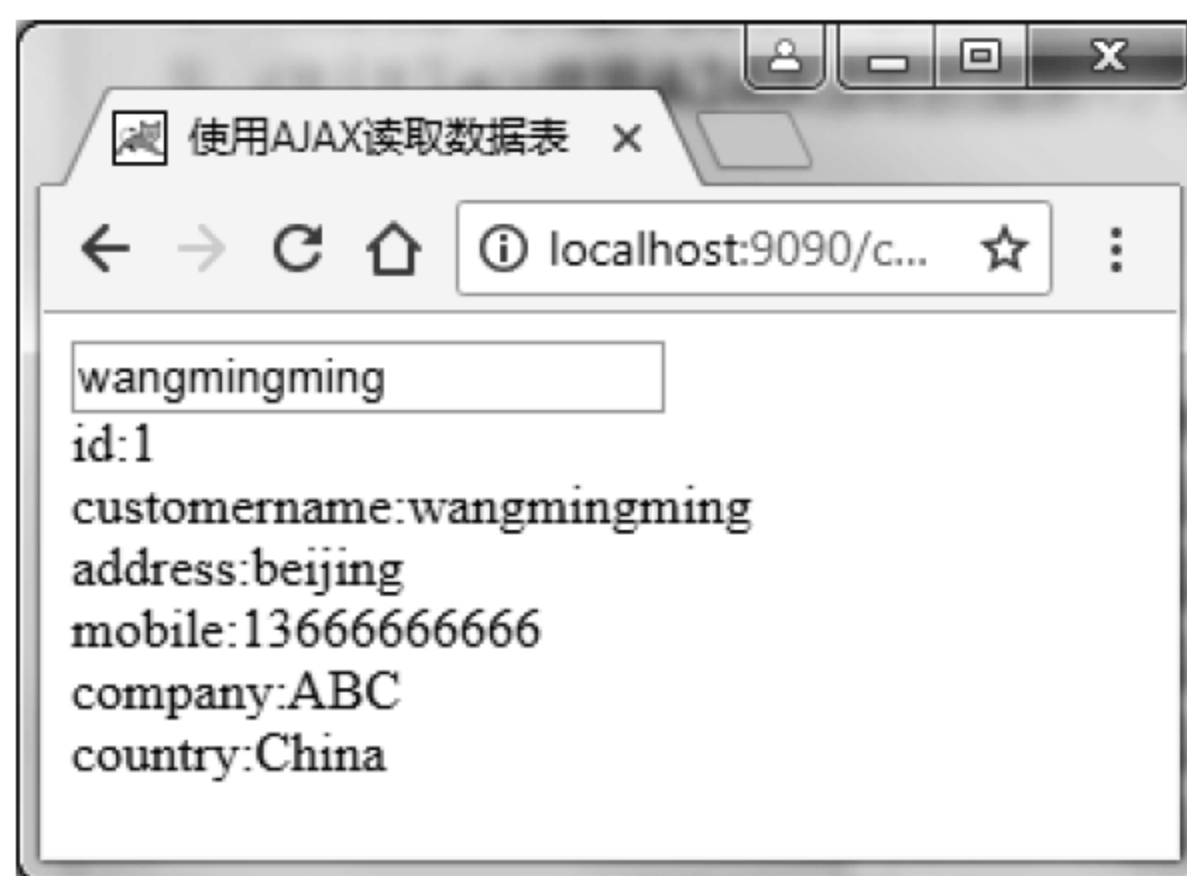 使用AJAX读取数据表
localhost:9090/c...
wangmingming
id:1
customername:wangmingming
address:beijing
mobile:13666666666
company:ABC
country:China